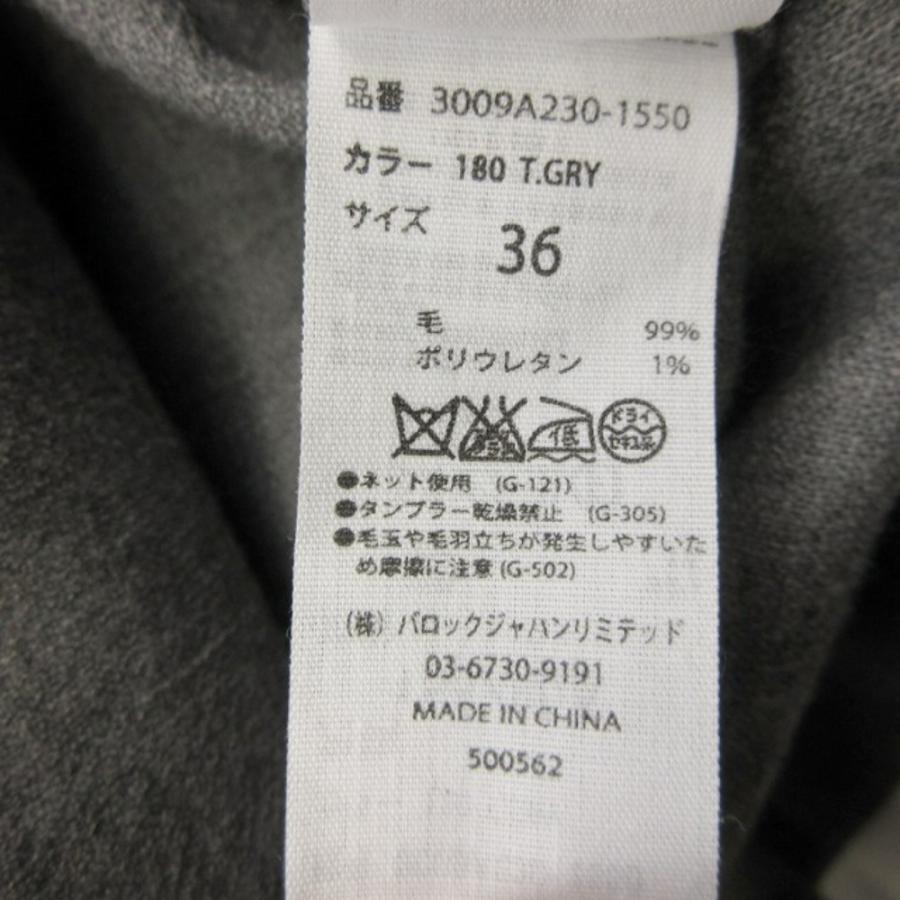 品番 3009A230-1550
カラー 180 T.GRY
サイズ 36
毛 99%
ポリウレタン 1%
低 ドライ セキユ系
●ネット使用 (G-121)
●タンブラー乾燥禁止 (G-305)
●毛玉や毛羽立ちが発生しやすいた
め摩擦に注意(G-502)
(株) バロックジャパンリミテッド
03-6730-9191
MADE IN CHINA
500562